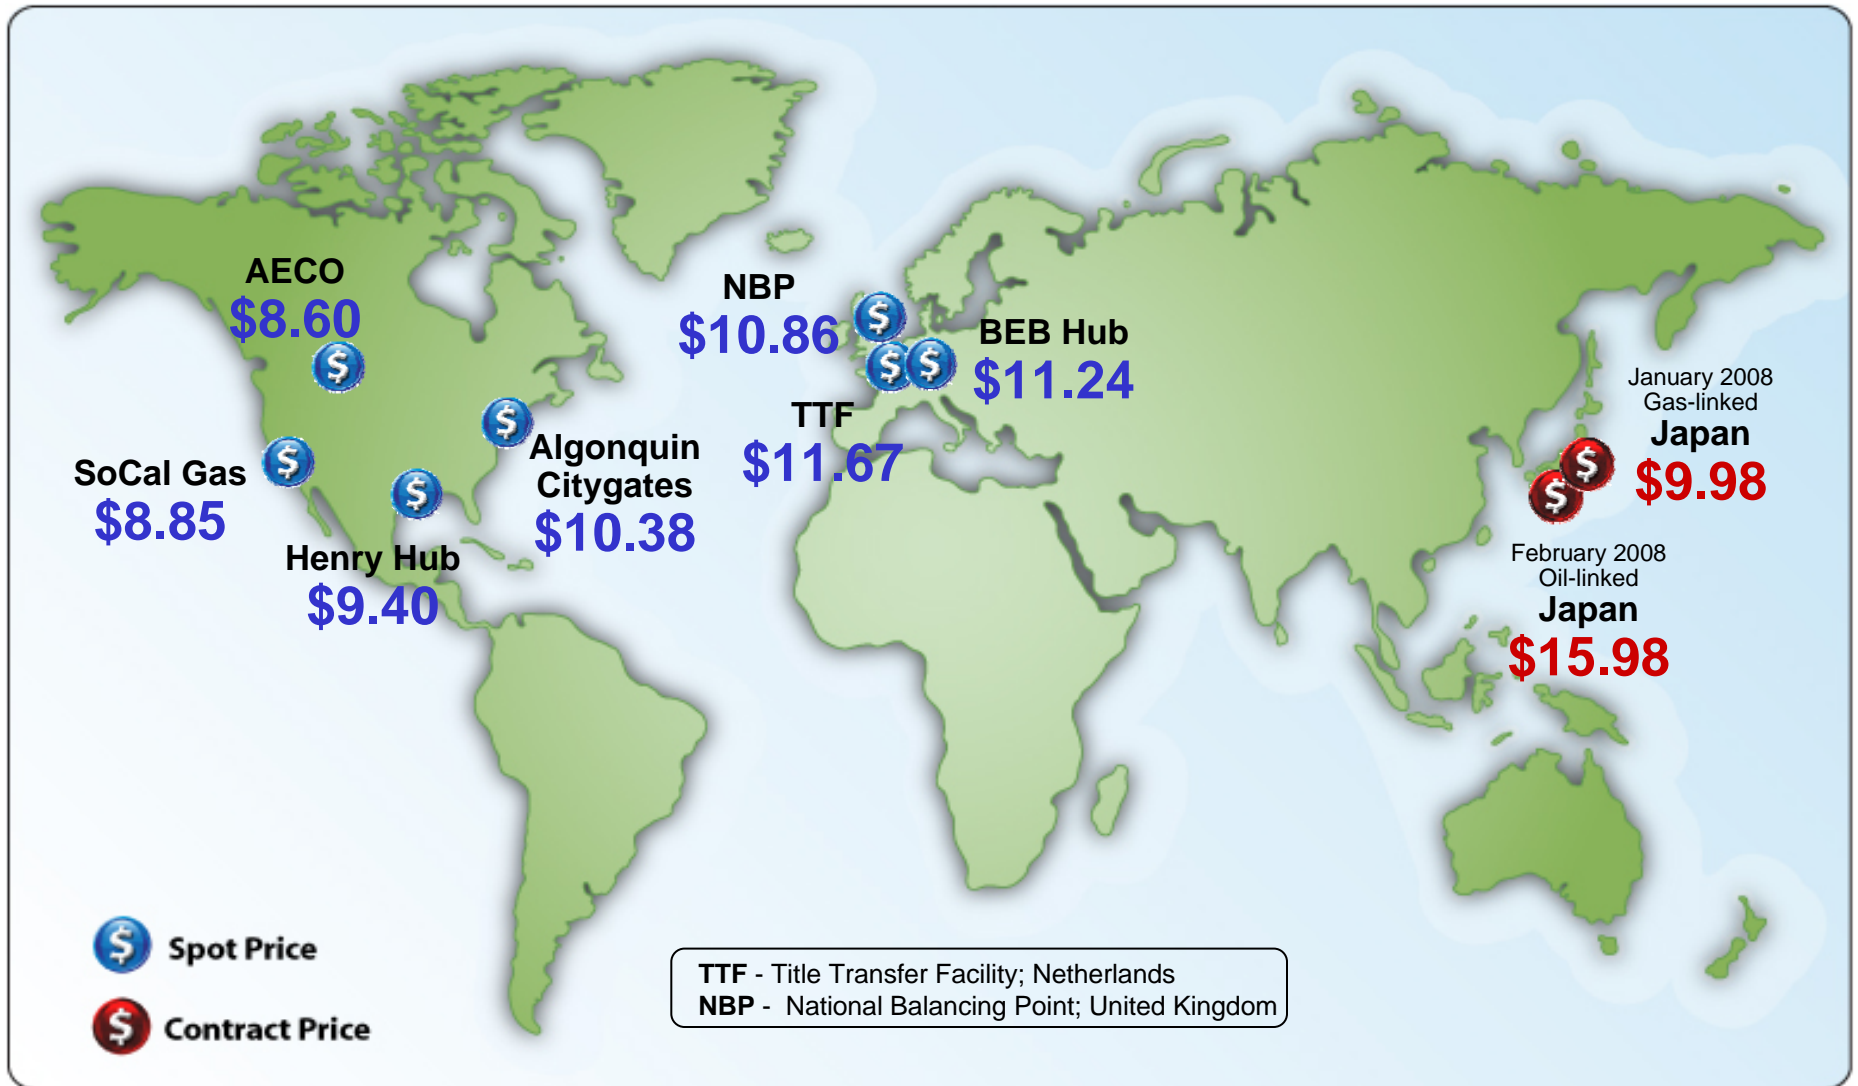 AECO
$8.60
NBP
$10.86
BEB Hub
$11.24
January 2008
Gas-linked
Japan
$9.98
TTF
$11.67
Algonquin
Citygates
$10.38
SoCal Gas
$8.85
Henry Hub
$9.40
February 2008
Oil-linked
Japan
$15.98
$ Spot Price
$ Contract Price
TTF - Title Transfer Facility; Netherlands
NBP - National Balancing Point; United Kingdom
$
$
$
$
$
$
$
$
$